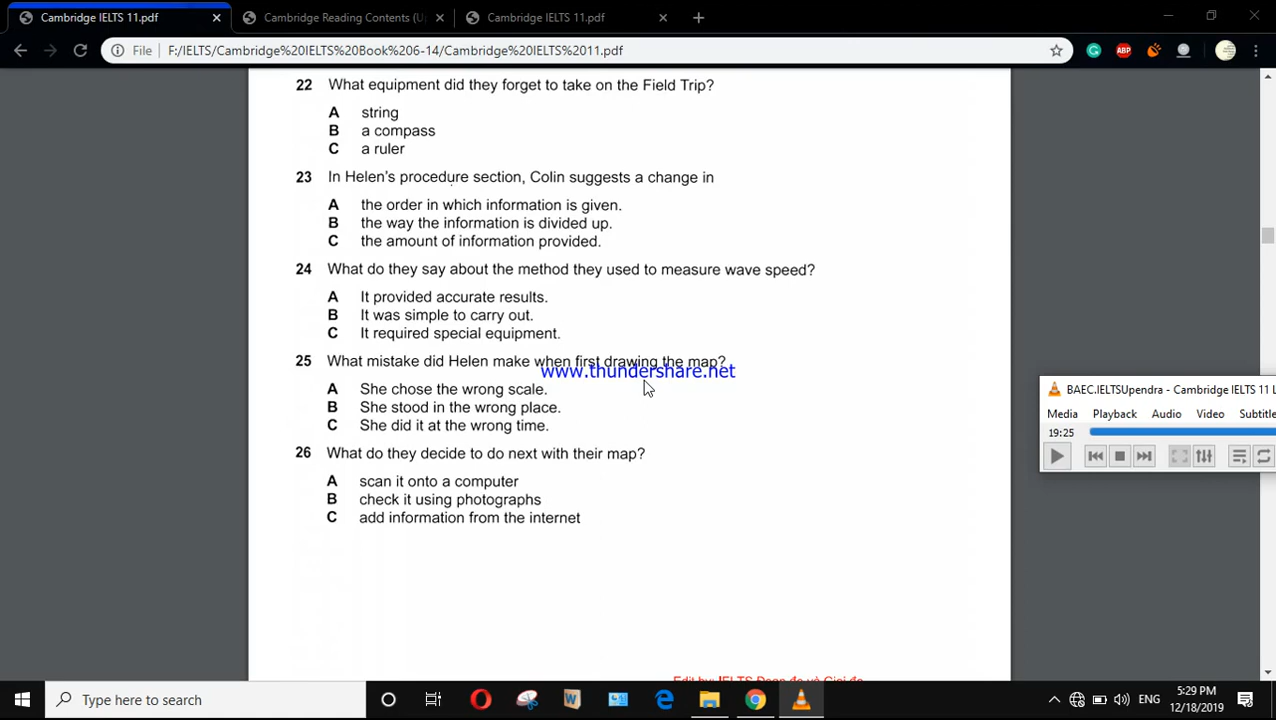 Cambridge IELTS 11.pdf
Cambridge Reading Contents (U
Cambridge IELTS 11.pdf
File
F:/IELTS/Cambridge%20IELTS%20Book%206-14/Cambridge%20IELTS%2011.pdf
ABP
22 What equipment did they forget to take on the Field Trip?
A string
B a compass
C a ruler
23 In Helen's procedure section, Colin suggests a change in
A the order in which information is given.
B the way the information is divided up.
C the amount of information provided.
24 What do they say about the method they used to measure wave speed?
A It provided accurate results.
B It was simple to carry out.
C It required special equipment.
25 What mistake did Helen make when first drawing the map?
www.thundershare.net
A She chose the wrong scale.
B She stood in the wrong place.
C She did it at the wrong time.
26 What do they decide to do next with their map?
A scan it onto a computer
B check it using photographs
C add information from the internet
BAEC.IELTSUpendra - Cambridge IELTS 11 L
Media Playback Audio Video Subtitle
19:25
Type here to search
ENG
5:29 PM
12/18/2019